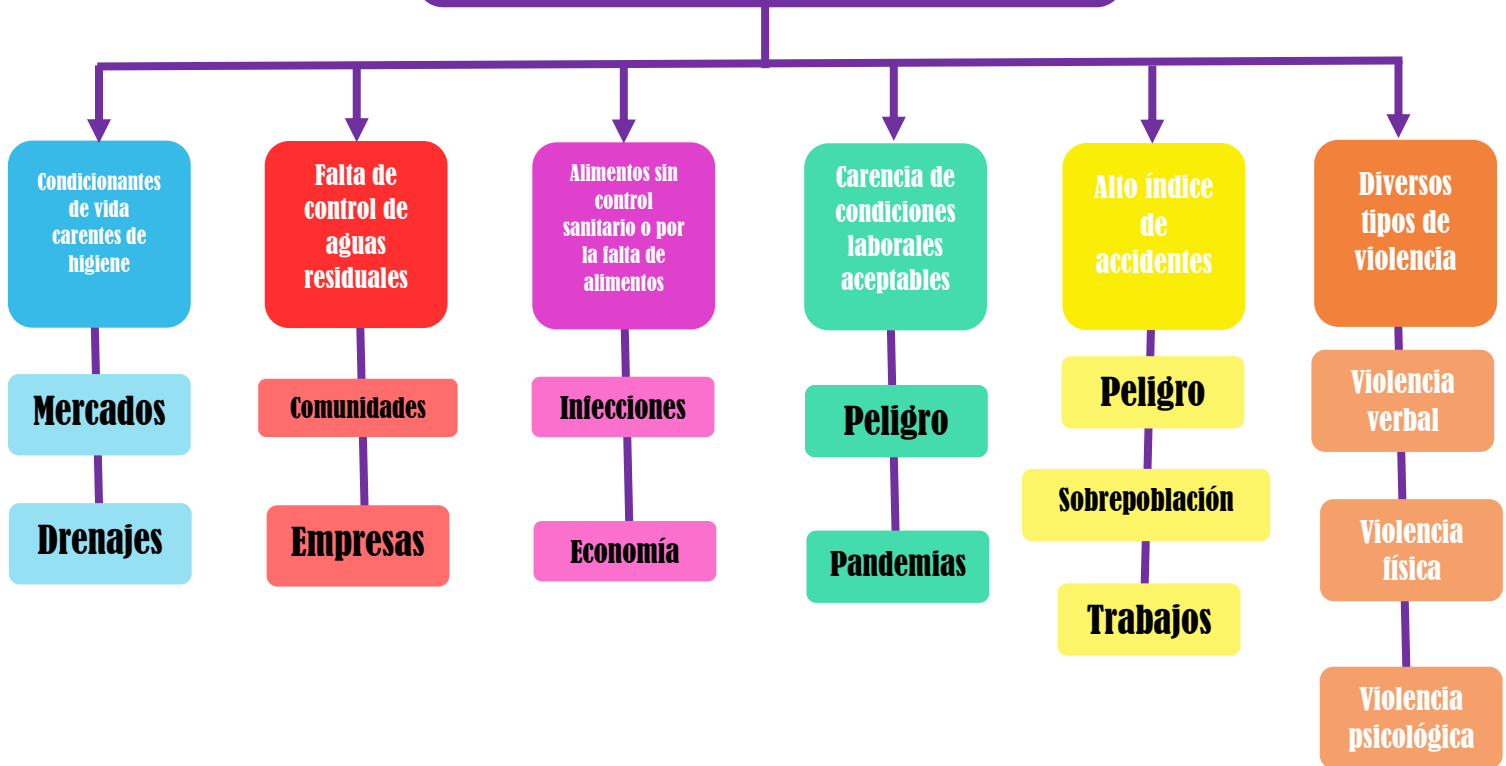 Condicionantes
de vida
carentes de
higiene
Mercados
Drenajes
Falta de
control de
aguas
residuales
Comunidades
Empresas
Alimentos sin
control
sanitario o por
la falta de
alimentos
Infecciones
Economía
Carencia de
condiciones
laborales
aceptables
Peligro
Pandemias
Alto índice
de
accidentes
Peligro
Sobrepoblación
Trabajos
Diversos
tipos de
violencia
Violencia
verbal
Violencia
física
Violencia
psicológica